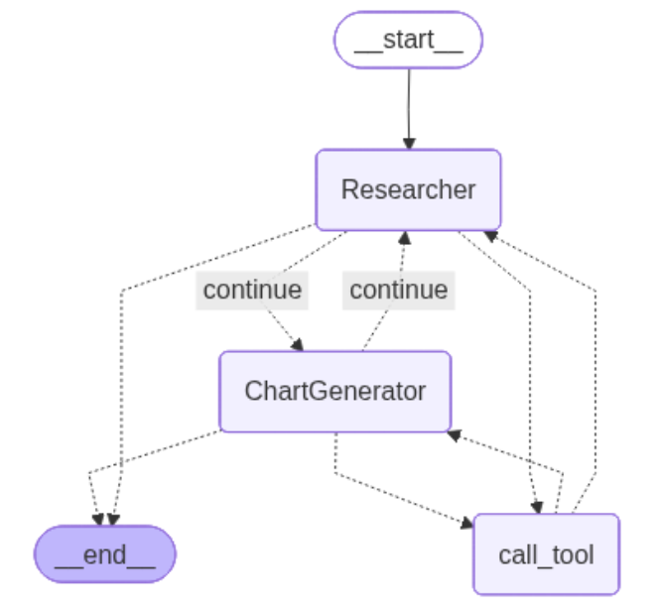 __start__
Researcher
continue
continue
ChartGenerator
__end__
call_tool